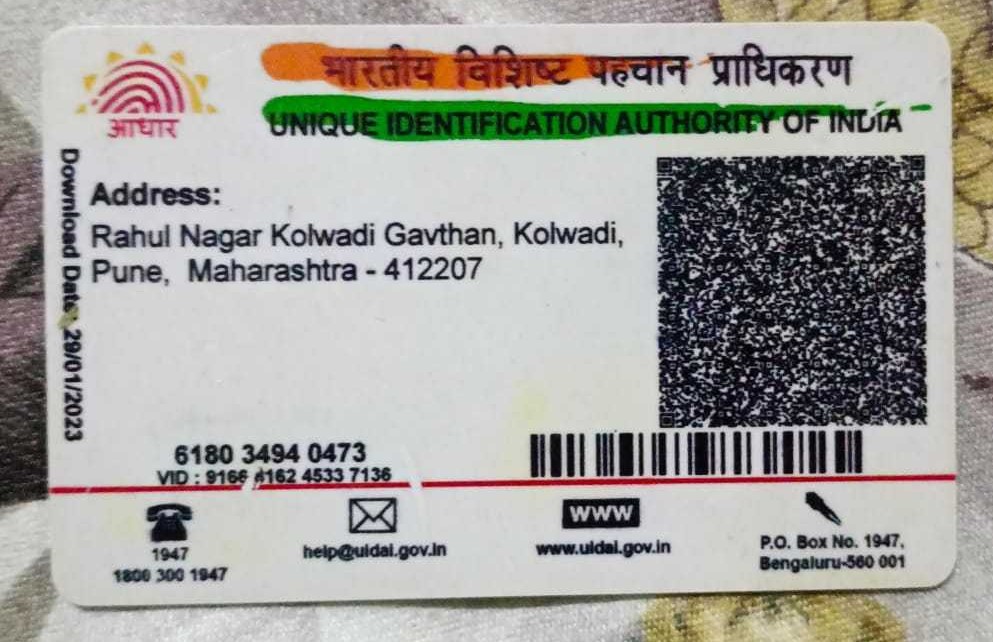 भारतीय विशिष्ट पहचान प्राधिकरण
UNIQUE IDENTIFICATION AUTHORITY OF INDIA
आधार
Download Date: 29/01/2023
Address:
Rahul Nagar Kolwadi Gavthan, Kolwadi,
Pune, Maharashtra - 412207
6180 3494 0473
VID : 9166 4162 4533 7136
1947
1800 300 1947
help@uidai.gov.in
WWW
www.uidai.gov.in
P.O. Box No. 1947,
Bengaluru-560 001